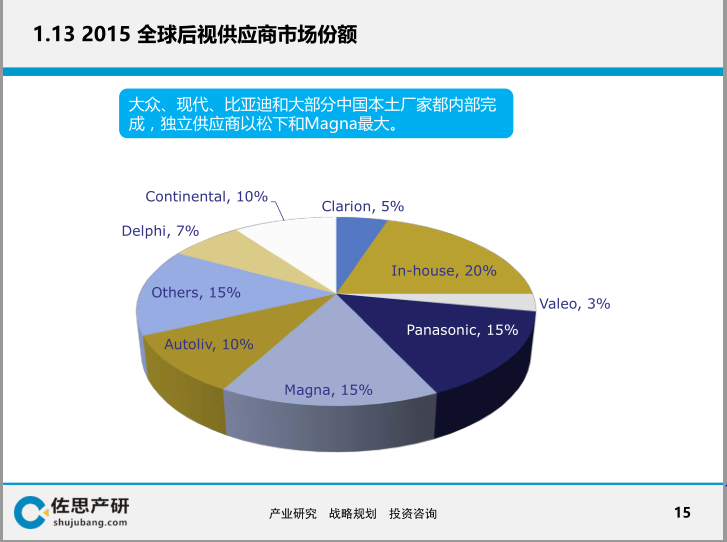 1.13 2015 全球后视供应商市场份额
大众、现代、比亚迪和大部分中国本土厂家都内部完
成，独立供应商以松下和Magna最大。
Continental, 10%
Clarion, 5%
Delphi, 7%
In-house, 20%
Others, 15%
Valeo, 3%
Panasonic, 15%
Autoliv, 10%
Magna, 15%
佐思产研
shujubang.com
产业研究 战略规划 投资咨询
15